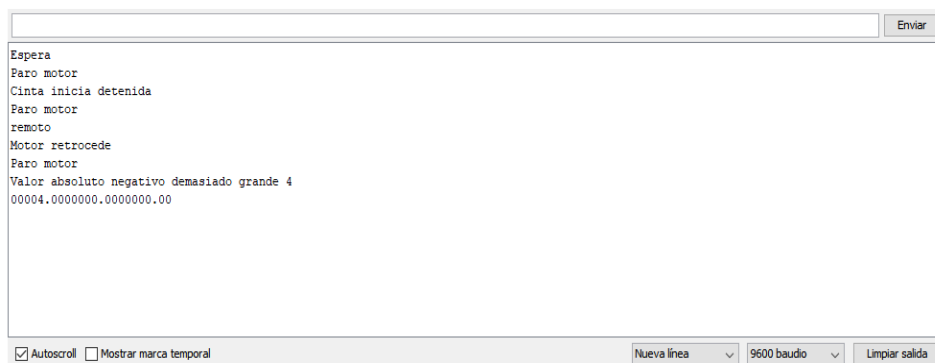 Enviar
Espera
Paro motor
Cinta inicia detenida
Paro motor
remoto
Motor retrocede
Paro motor
Valor absoluto negativo demasiado grande 4
00004.0000000.0000000.00
Autoscroll Mostrar marca temporal Nueva línea 9600 baudio Limpiar salida